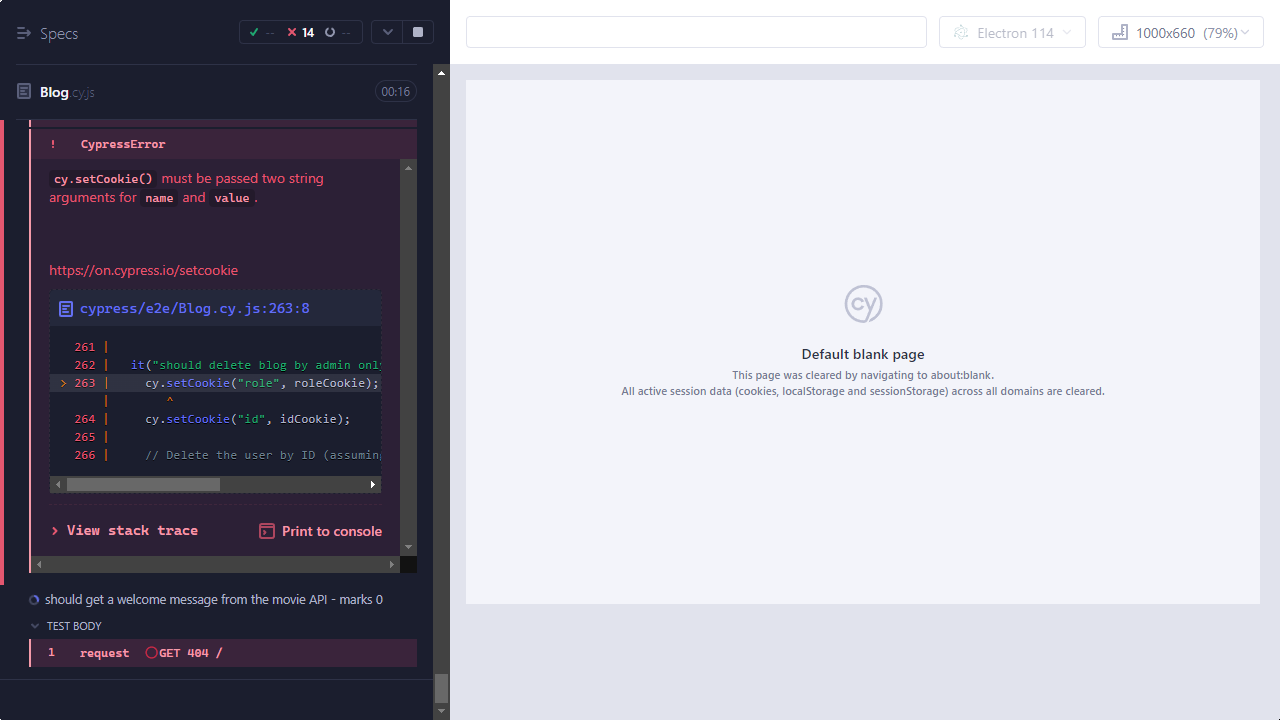 Specs
-- 14 --
Electron 114
1000x660 (79%)
Blog.cy.js
00:16
! CypressError
cy.setCookie() must be passed two string
arguments for name and value.
https://on.cypress.io/setcookie
cypress/e2e/Blog.cy.js:263:8
261 |
262 | it("should delete blog by admin only
> 263 | cy.setCookie("role", roleCookie);
| ^
264 | cy.setCookie("id", idCookie);
265 |
266 | // Delete the user by ID (assuming
> View stack trace
Print to console
should get a welcome message from the movie API - marks 0
TEST BODY
1 request GET 404 /
cy
Default blank page
This page was cleared by navigating to about:blank.
All active session data (cookies, localStorage and sessionStorage) across all domains are cleared.